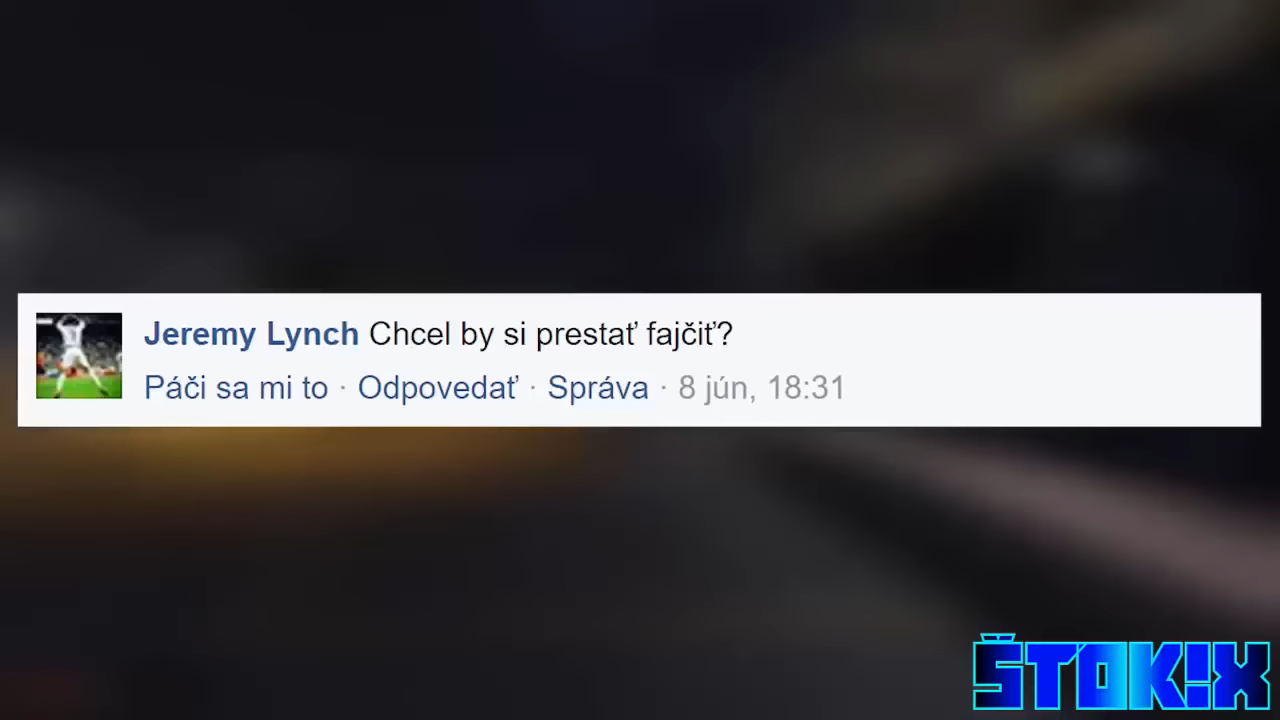 Jeremy Lynch Chcel by si prestať fajčiť?
Páči sa mi to · Odpovedať · Správa · 8 jún, 18:31
ŠTOK!X